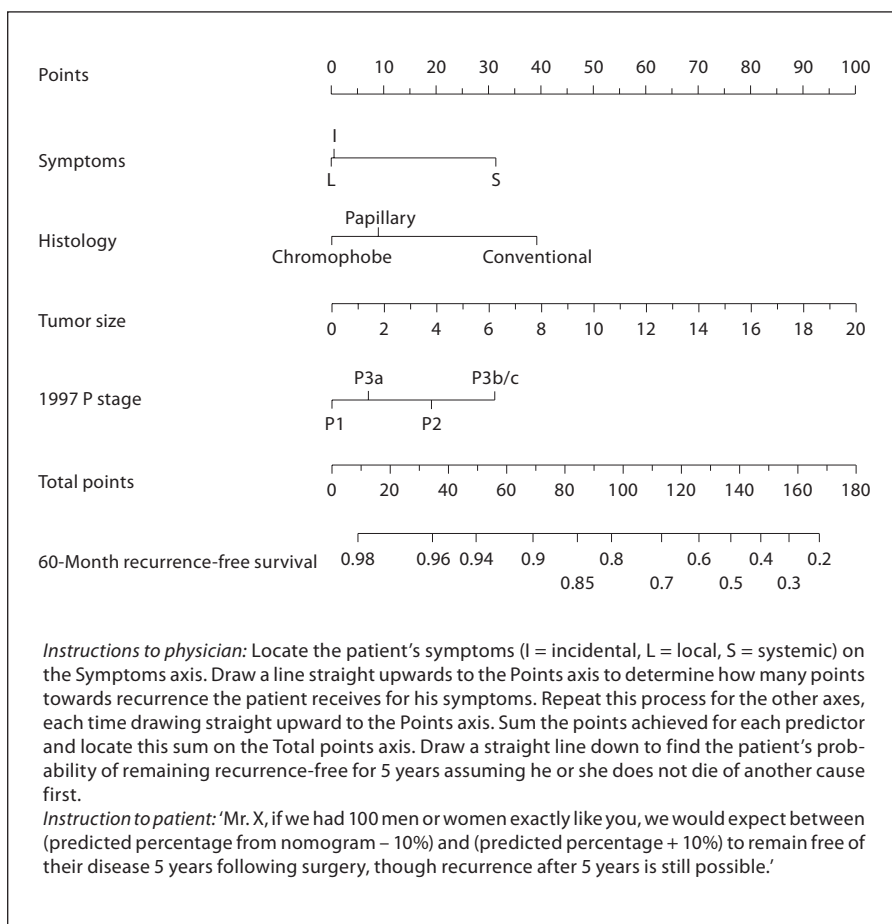 Points
0 10 20 30 40 50 60 70 80 90 100
I
Symptoms
L S
Papillary
Histology
Chromophobe Conventional
Tumor size
0 2 4 6 8 10 12 14 16 18 20
P3a P3b/c
1997 P stage
P1 P2
Total points
0 20 40 60 80 100 120 140 160 180
60-Month recurrence-free survival 0.98 0.96 0.94 0.9 0.8 0.6 0.4 0.2
0.85 0.7 0.5 0.3
Instructions to physician: Locate the patient's symptoms (I = incidental, L = local, S = systemic) on
the Symptoms axis. Draw a line straight upwards to the Points axis to determine how many points
towards recurrence the patient receives for his symptoms. Repeat this process for the other axes,
each time drawing straight upward to the Points axis. Sum the points achieved for each predictor
and locate this sum on the Total points axis. Draw a straight line down to find the patient's prob-
ability of remaining recurrence-free for 5 years assuming he or she does not die of another cause
first.
Instruction to patient: 'Mr. X, if we had 100 men or women exactly like you, we would expect between
(predicted percentage from nomogram – 10%) and (predicted percentage + 10%) to remain free of
their disease 5 years following surgery, though recurrence after 5 years is still possible.'